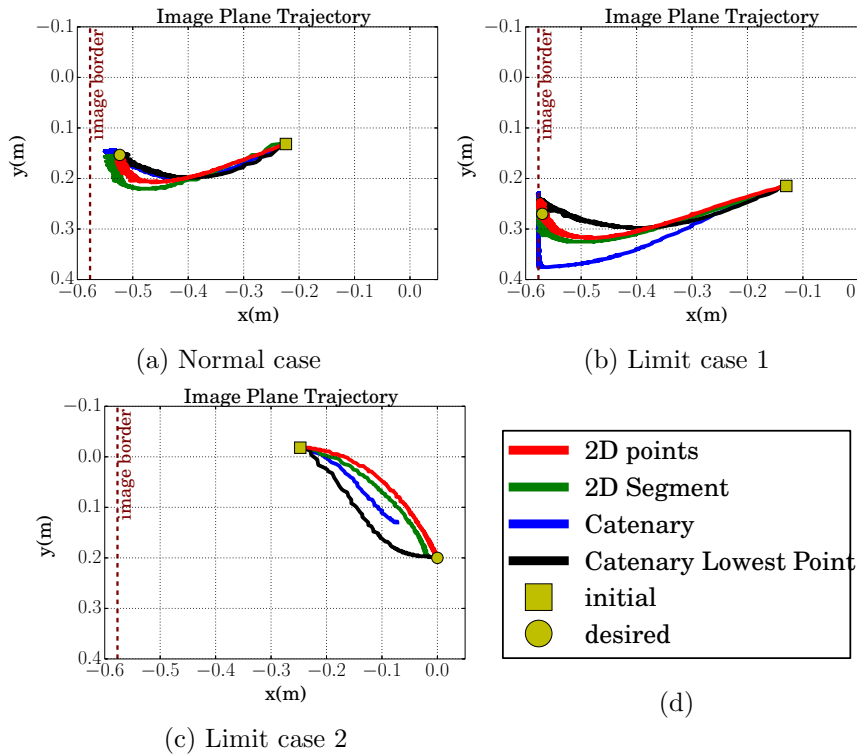 Image Plane Trajectory
−0.1
0.0
0.1
0.2
0.3
0.4
y(m)
image border
−0.6 −0.5 −0.4 −0.3 −0.2 −0.1 0.0
x(m)
(a) Normal case
Image Plane Trajectory
−0.1
0.0
0.1
0.2
0.3
0.4
y(m)
image border
−0.6 −0.5 −0.4 −0.3 −0.2 −0.1 0.0
x(m)
(b) Limit case 1
Image Plane Trajectory
−0.1
0.0
0.1
0.2
0.3
0.4
y(m)
image border
−0.6 −0.5 −0.4 −0.3 −0.2 −0.1 0.0
x(m)
(c) Limit case 2
2D points
2D Segment
Catenary
Catenary Lowest Point
initial
desired
(d)